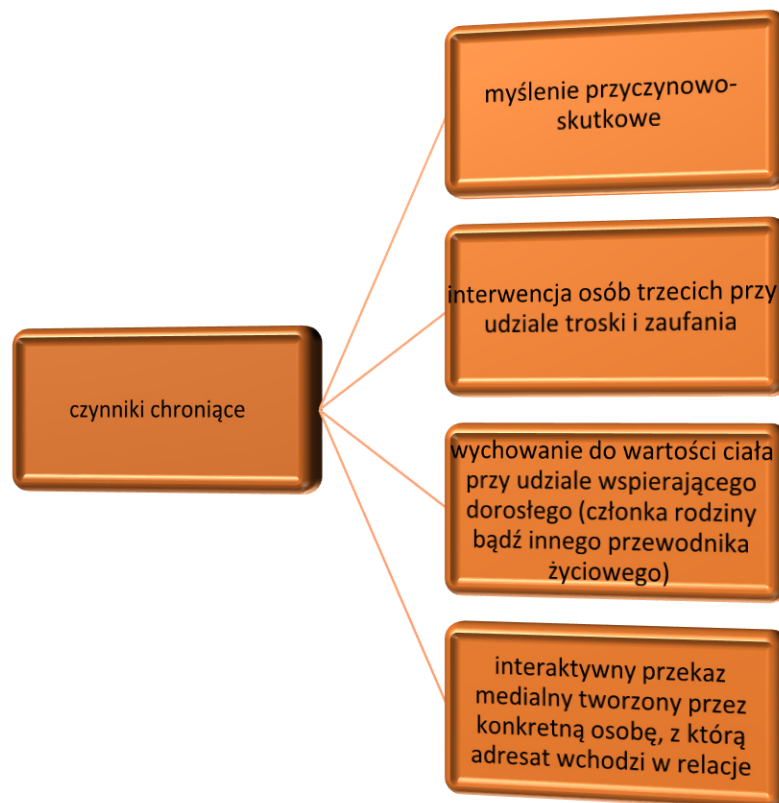 czynniki chroniące
myślenie przyczynowo-
skutkowe
interwencja osób trzecich przy
udziale troski i zaufania
wychowanie do wartości ciała
przy udziale wspierającego
dorosłego (członka rodziny
bądź innego przewodnika
życiowego)
interaktywny przekaz
medialny tworzony przez
konkretną osobę, z którą
adresat wchodzi w relacje